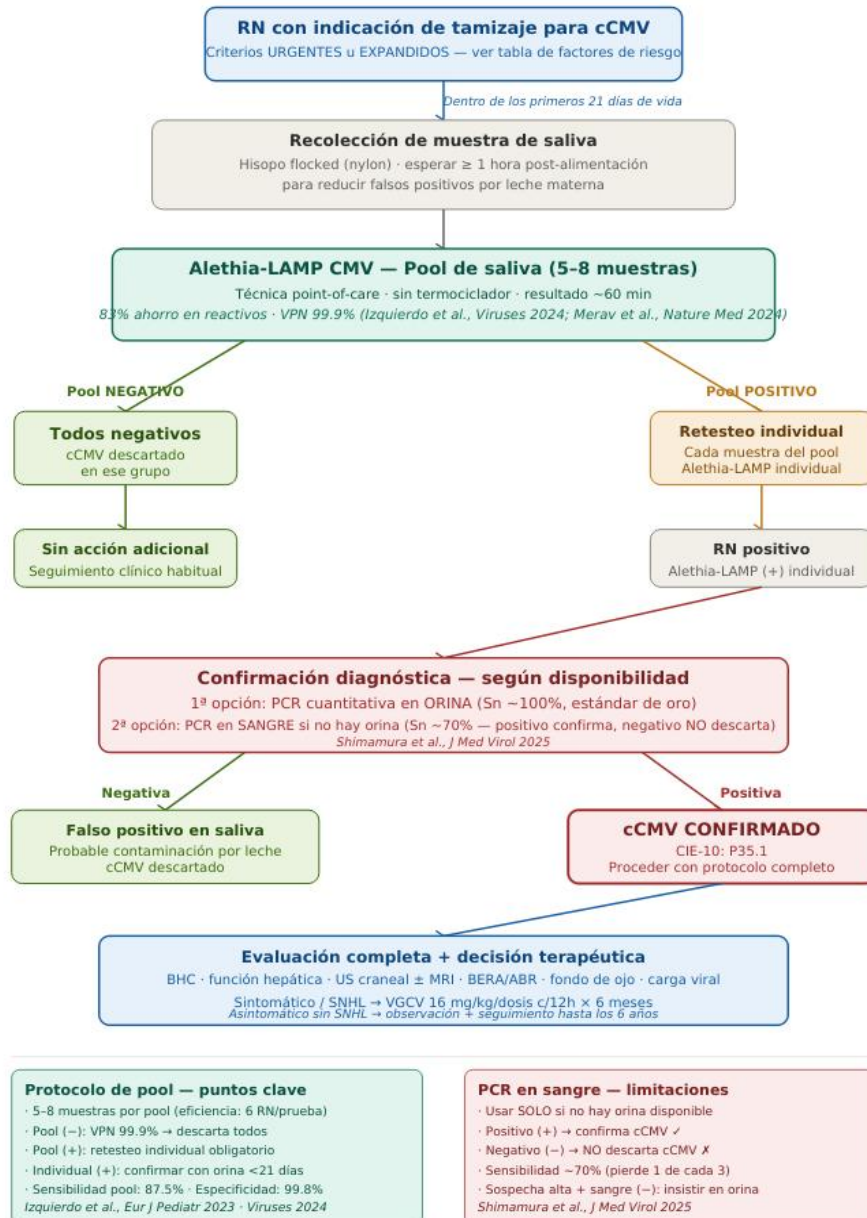 RN con indicación de tamizaje para cCMV
Criterios URGENTES u EXPANDIDOS — ver tabla de factores de riesgo
Dentro de los primeros 21 días de vida
Recolección de muestra de saliva
Hisopo flocked (nylon) · esperar ≥ 1 hora post-alimentación
para reducir falsos positivos por leche materna
Alethia-LAMP CMV — Pool de saliva (5–8 muestras)
Técnica point-of-care · sin termociclador · resultado ~60 min
83% ahorro en reactivos · VPN 99.9% (Izquierdo et al., Viruses 2024; Merav et al., Nature Med 2024)
Pool NEGATIVO
Pool POSITIVO
Todos negativos
cCMV descartado
en ese grupo
Retesteo individual
Cada muestra del pool
Alethia-LAMP individual
Sin acción adicional
Seguimiento clínico habitual
RN positivo
Alethia-LAMP (+) individual
Confirmación diagnóstica — según disponibilidad
1ª opción: PCR cuantitativa en ORINA (Sn ~100%, estándar de oro)
2ª opción: PCR en SANGRE si no hay orina (Sn ~70% — positivo confirma, negativo NO descarta)
Shimamura et al., J Med Virol 2025
Negativa
Positiva
Falso positivo en saliva
Probable contaminación por leche
cCMV descartado
cCMV CONFIRMADO
CIE-10: P35.1
Proceder con protocolo completo
Evaluación completa + decisión terapéutica
BHC · función hepática · US craneal ± MRI · BERA/ABR · fondo de ojo · carga viral
Sintomático / SNHL → VGCV 16 mg/kg/dosis c/12h × 6 meses
Asintomático sin SNHL → observación + seguimiento hasta los 6 años
Protocolo de pool — puntos clave
· 5–8 muestras por pool (eficiencia: 6 RN/prueba)
· Pool (−): VPN 99.9% → descarta todos
· Pool (+): retesteo individual obligatorio
· Individual (+): confirmar con orina <21 días
· Sensibilidad pool: 87.5% · Especificidad: 99.8%
Izquierdo et al., Eur J Pediatr 2023 · Viruses 2024
PCR en sangre — limitaciones
· Usar SOLO si no hay orina disponible
· Positivo (+) → confirma cCMV ✓
· Negativo (−) → NO descarta cCMV ✗
· Sensibilidad ~70% (pierde 1 de cada 3)
· Sospecha alta + sangre (−): insistir en orina
Shimamura et al., J Med Virol 2025